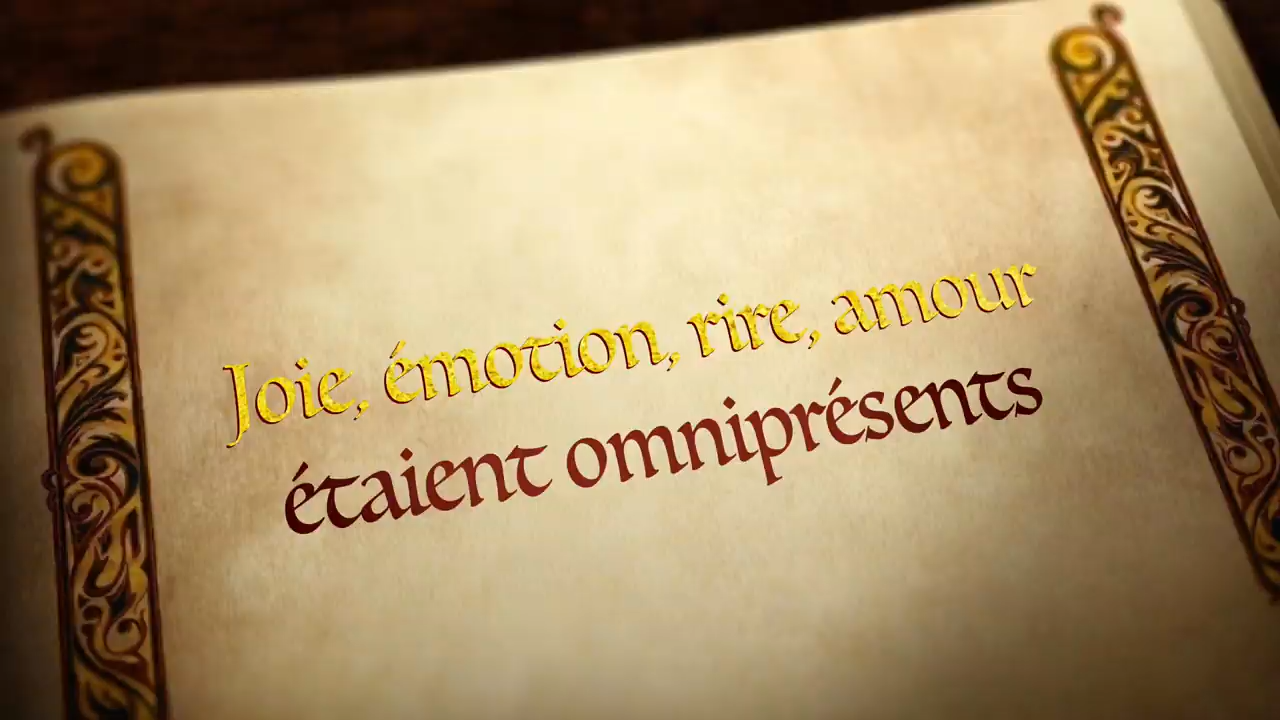 Joie, émotion, rire, amour
étaient omniprésents